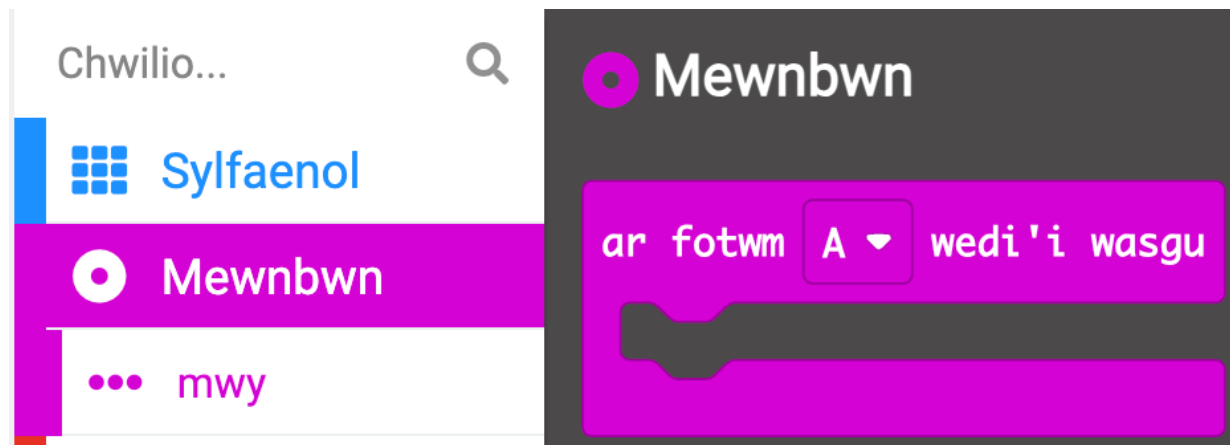 Chwilio...
Sylfaenol
Mewnbwn
mwy
Mewnbwn
ar fotwm A wedi'i wasgu